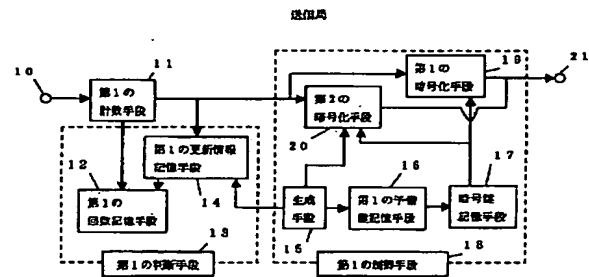 送信局
10
第1の
計数手段
11
第1の更新情報
記憶手段
14
12
第1の
回数記憶手段
第1の判断手段
13
第2の
暗号化手段
20
第1の
暗号化手段
19
21
生成
手段
15
第1の予備
鍵記憶手段
16
暗号鍵
記憶手段
17
第1の制御手段
18